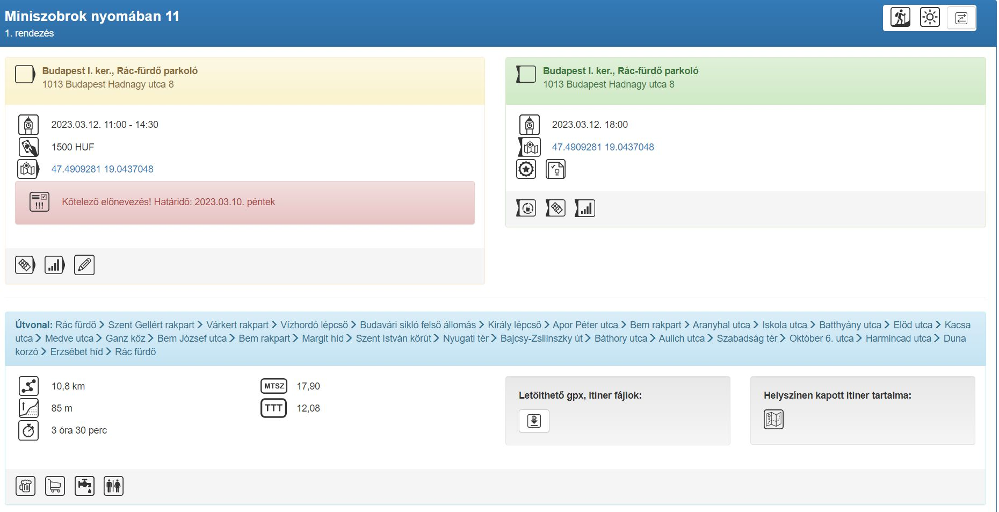 Miniszobrok nyomában 11
1. rendezés
Budapest I. ker., Rác-fürdő parkoló
1013 Budapest Hadnagy utca 8
2023.03.12. 11:00 - 14:30
1500 HUF
47.4909281 19.0437048
!!!
Kötelező előnevezés! Határidő: 2023.03.10. péntek
Budapest I. ker., Rác-fürdő parkoló
1013 Budapest Hadnagy utca 8
2023.03.12. 18:00
47.4909281 19.0437048
Útvonal: Rác fürdő > Szent Gellért rakpart > Várkert rakpart > Vízhordó lépcső > Budavári sikló felső állomás > Király lépcső > Apor Péter utca > Bem rakpart > Aranyhal utca > Iskola utca > Batthyány utca > Előd utca > Kacsa
utca > Medve utca > Ganz köz > Bem József utca > Bem rakpart > Margit híd > Szent István körút > Nyugati tér > Bajcsy-Zsilinszky út > Báthory utca > Aulich utca > Szabadság tér > Október 6. utca > Harmincad utca > Duna
korzó > Erzsébet híd > Rác fürdő
10,8 km
85 m
3 óra 30 perc
MTSZ 17,90
TTT 12,08
Letölthető gpx, itiner fájlok:
Helyszínen kapott itiner tartalma: